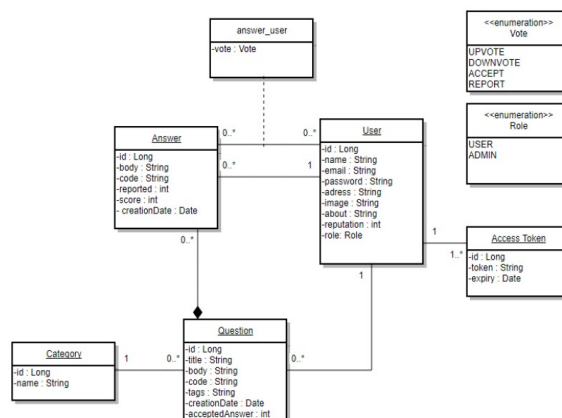 answer_user
-vote : Vote
<<enumeration>>
Vote
UPVOTE
DOWNVOTE
ACCEPT
REPORT
<<enumeration>>
Role
USER
ADMIN
Answer
-id : Long
-body : String
-code : String
-reported : int
-score : int
- creationDate : Date
0..*
0..*
0..*
1
User
-id : Long
-name : String
-email : String
-password : String
-adress : String
-image : String
-about : String
-reputation : int
-role: Role
1
1..*
Access Token
-id : Long
-token : String
-expiry : Date
0..*
1
Category
-id : Long
-name : String
1
0..*
Question
-id : Long
-title : String
-body : String
-code : String
-tags : String
-creationDate : Date
-acceptedAnswer : int
0..*